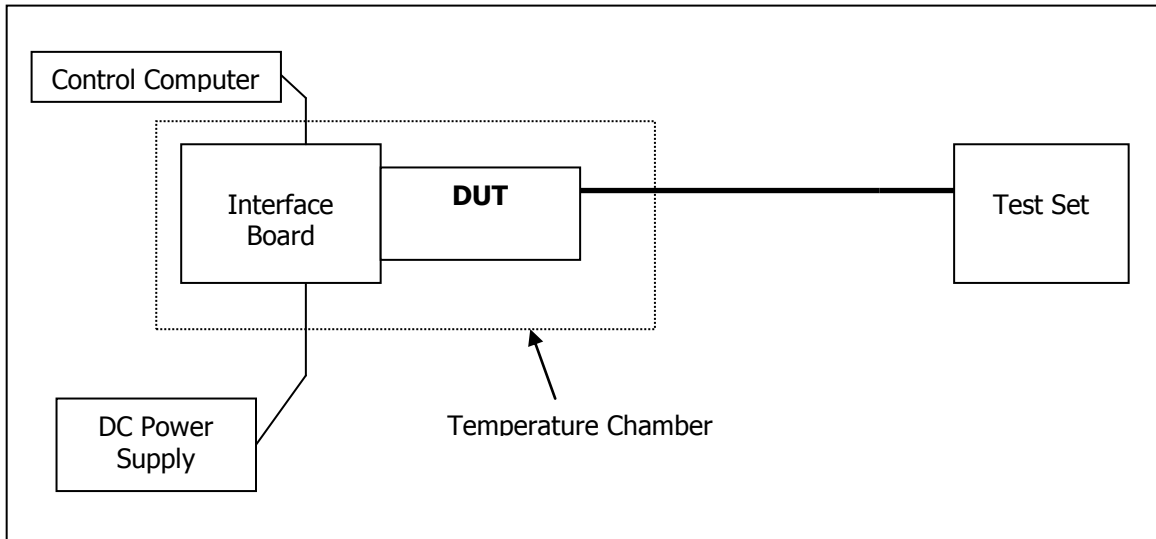 Control Computer
Interface
Board
DUT
Test Set
DC Power
Supply
Temperature Chamber